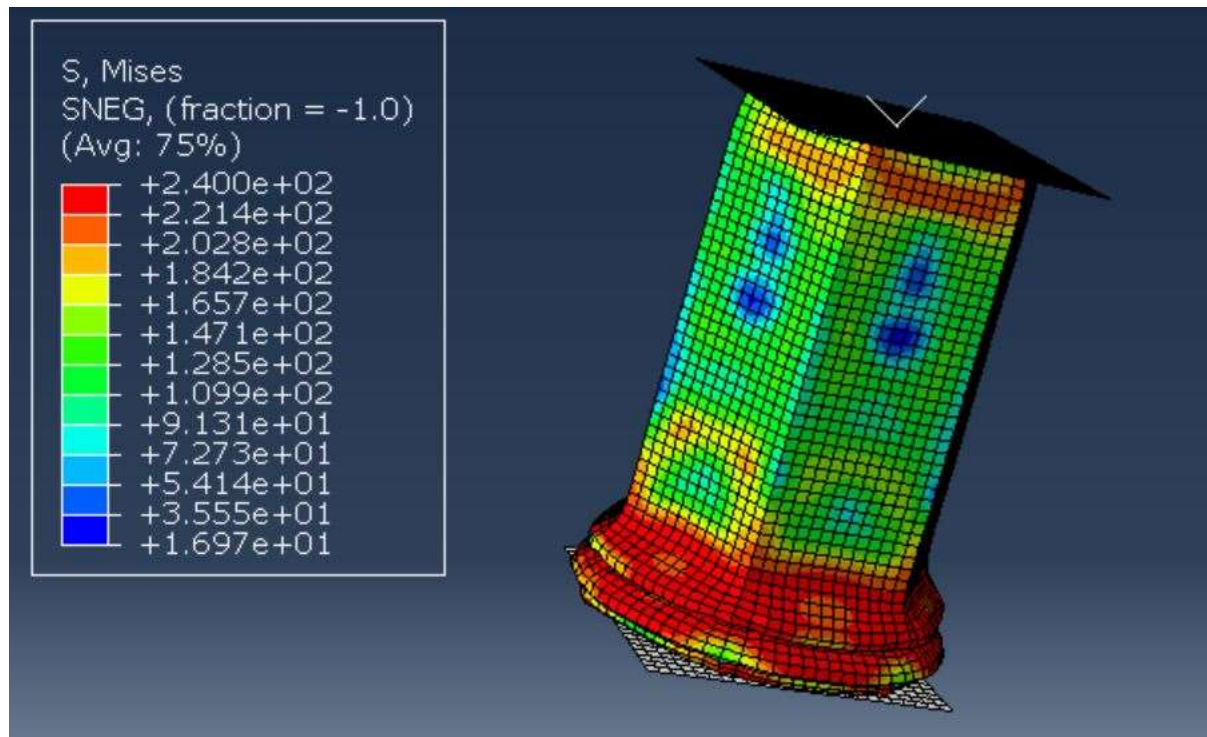 S, Mises
SNEG, (fraction = -1.0)
(Avg: 75%)
+2.400e+02
+2.214e+02
+2.028e+02
+1.842e+02
+1.657e+02
+1.471e+02
+1.285e+02
+1.099e+02
+9.131e+01
+7.273e+01
+5.414e+01
+3.555e+01
+1.697e+01